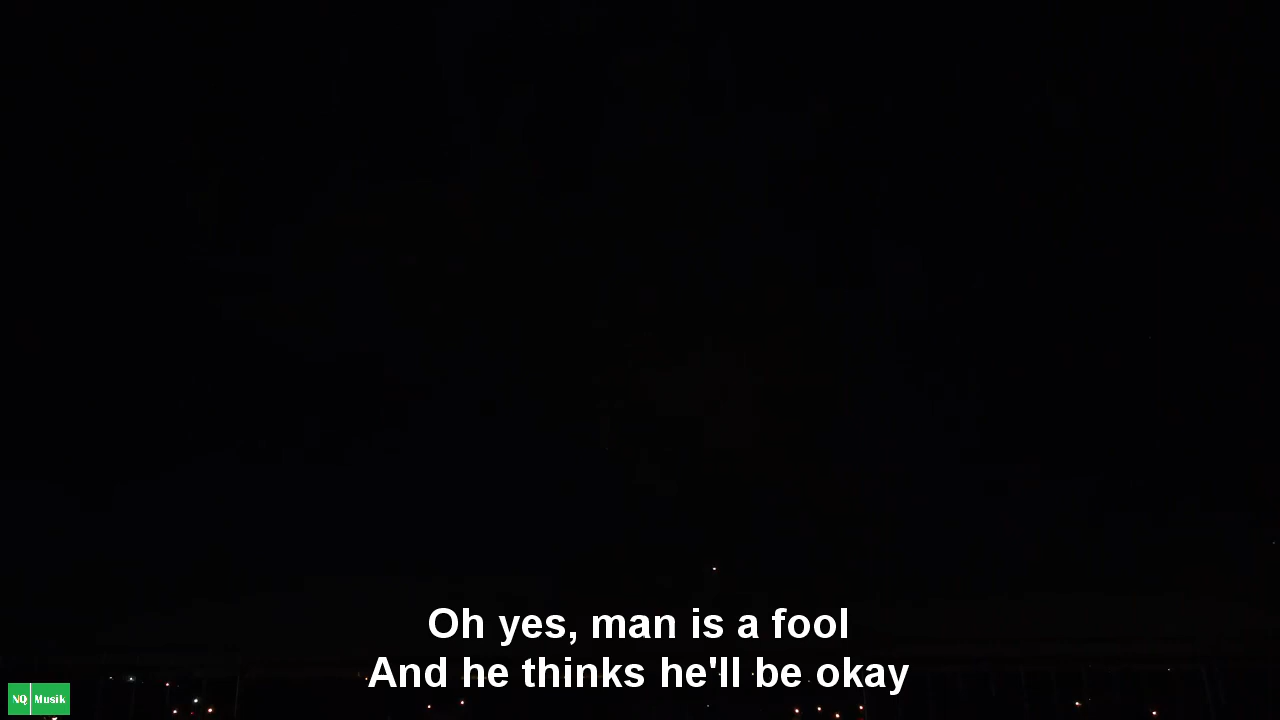 Oh yes, man is a fool
And he thinks he'll be okay
NQ Musik